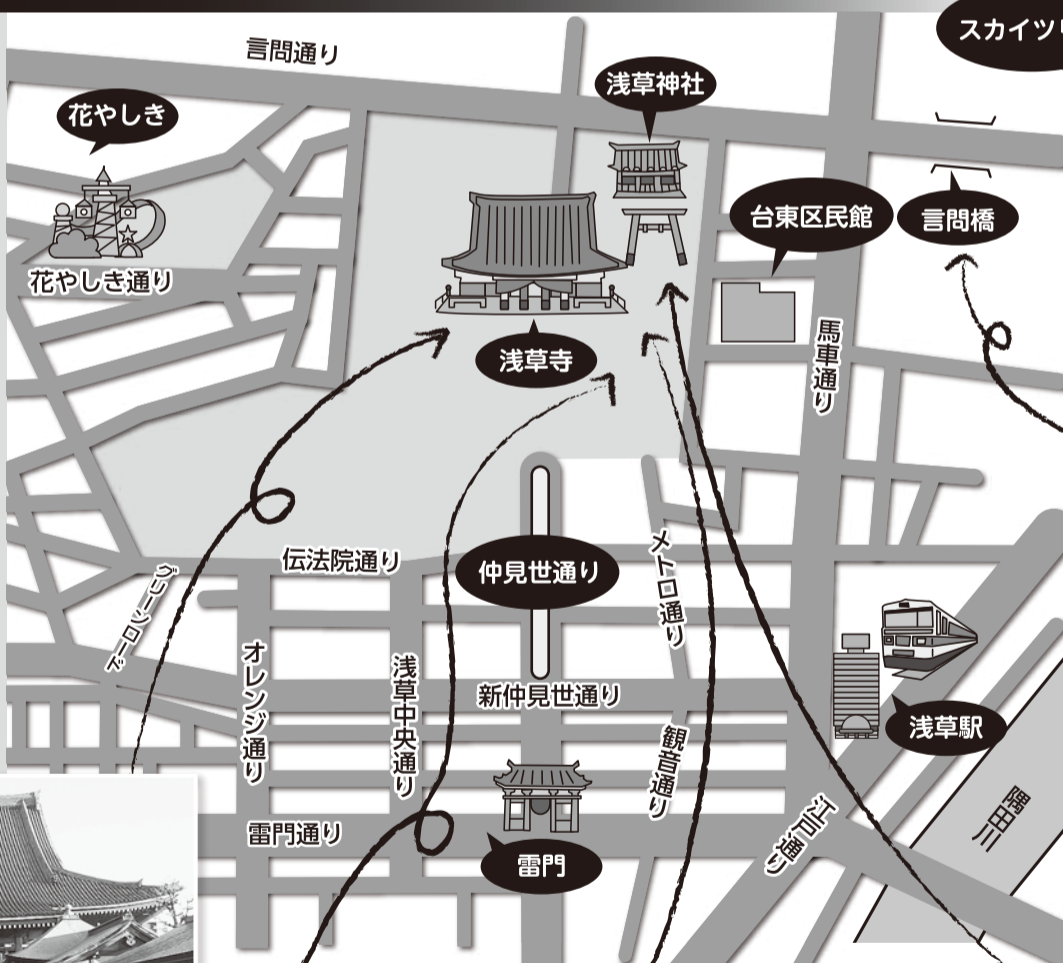 スカイツ
言問通り
浅草神社
花やしき
台東区民館
言問橋
花やしき通り
浅草寺
馬車通り
伝法院通り
仲見世通り
メトロ通り
グリーンロード
オレンジ通り
浅草中央通り
新仲見世通り
観音通り
浅草駅
隅田川
江戸通り
雷門通り
雷門